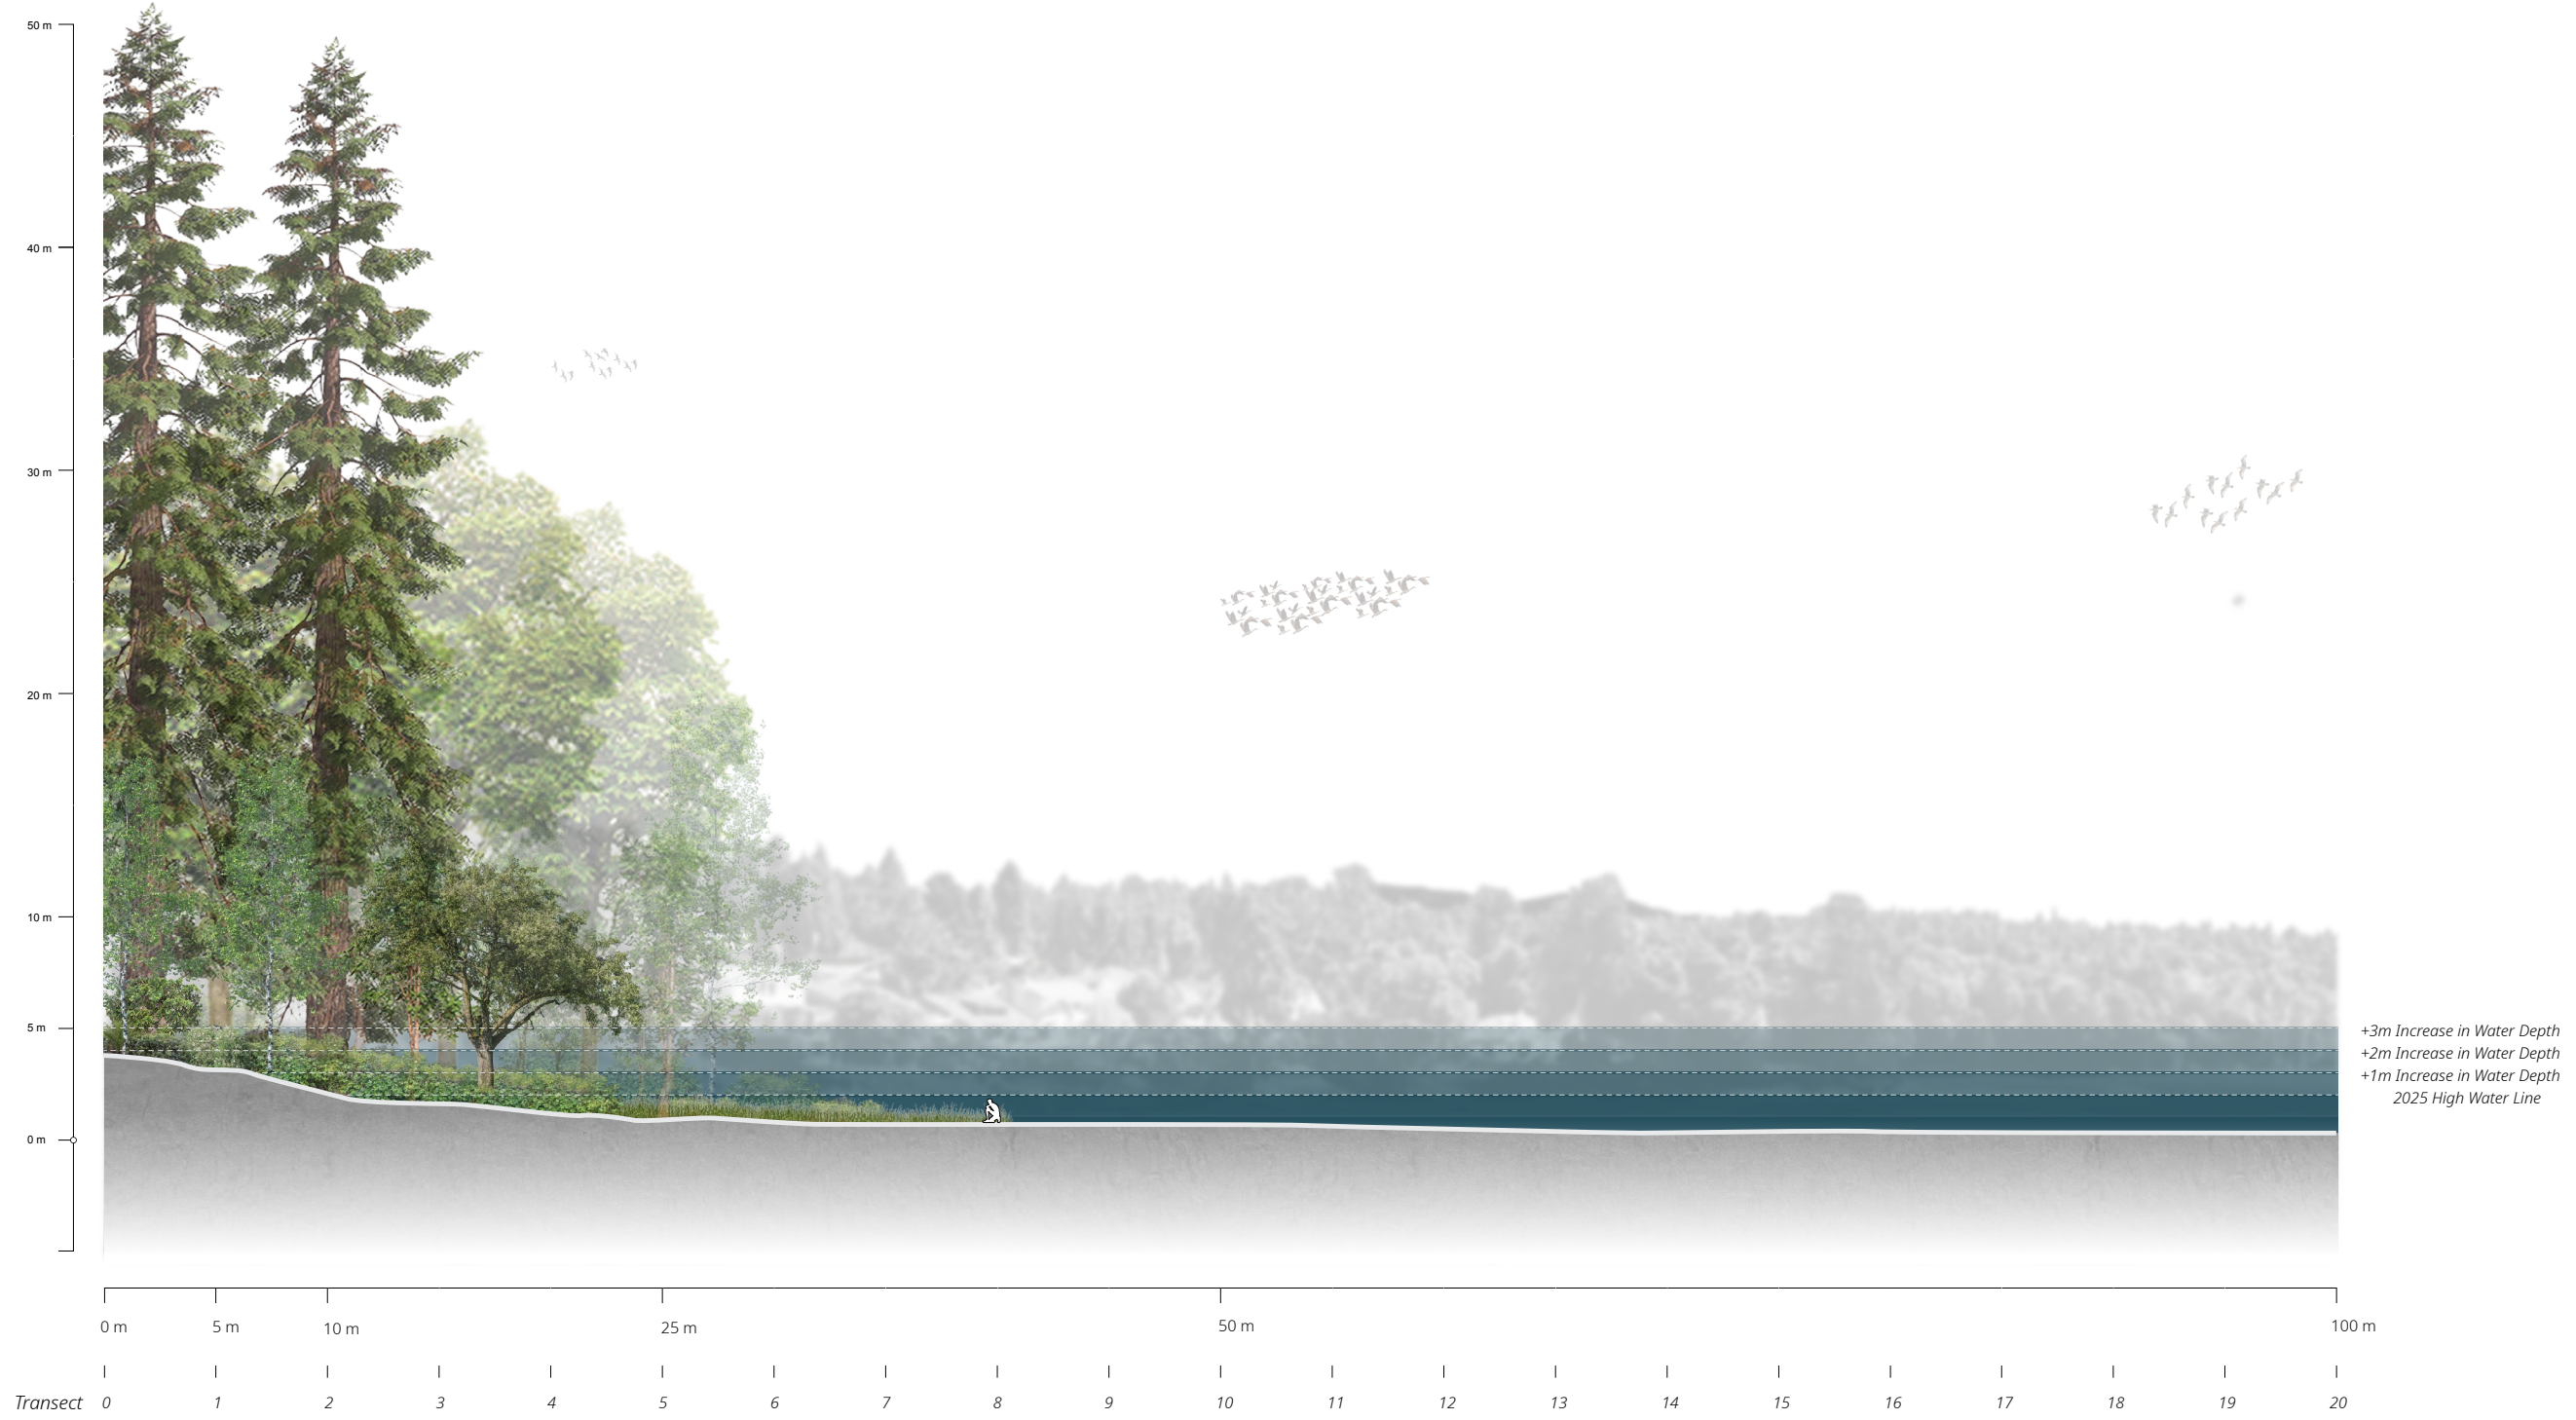 50 m
40 m
30 m
20 m
10 m
5 m
0 m
+3m Increase in Water Depth
+2m Increase in Water Depth
+1m Increase in Water Depth
2025 High Water Line
0 m 5 m 10 m 25 m 50 m 100 m
Transect 0 1 2 3 4 5 6 7 8 9 10 11 12 13 14 15 16 17 18 19 20